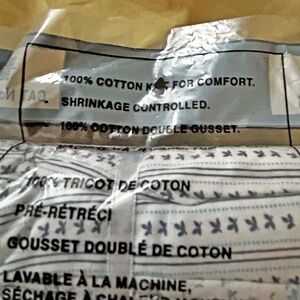 100% COTTON KNIT FOR COMFORT.
SHRINKAGE CONTROLLED.
100% COTTON DOUBLE GUSSET.
100% TRICOT DE COTON
PRÉ-RÉTRÉCI
GOUSSET DOUBLÉ DE COTON
LAVABLE À LA MACHINE,
SÉCHAGE À